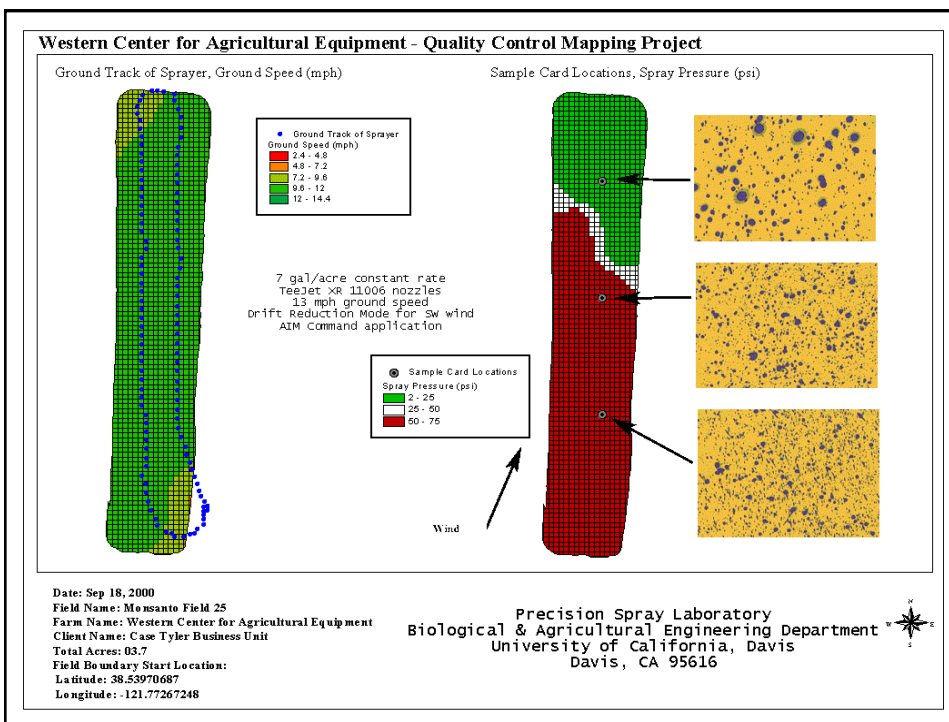 Western Center for Agricultural Equipment - Quality Control Mapping Project
Ground Track of Sprayer, Ground Speed (mph)
Sample Card Locations, Spray Pressure (psi)
Ground Track of Sprayer
Ground Speed (mph)
2.4 - 4.8
4.8 - 7.2
7.2 - 9.6
9.6 - 12
12 - 14.4
7 gal/acre constant rate
TeeJet XR 11006 nozzles
13 mph ground speed
Drift Reduction Mode for SW wind
AIM Command application
Sample Card Locations
Spray Pressure (psi)
2 - 25
25 - 50
50 - 75
Wind
Date: Sep 18, 2000
Field Name: Monsanto Field 25
Farm Name: Western Center for Agricultural Equipment
Client Name: Case Tyler Business Unit
Total Acres: 03.7
Field Boundary Start Location:
Latitude: 38.53970687
Longitude: -121.77267248
Precision Spray Laboratory
Biological & Agricultural Engineering Department
University of California, Davis
Davis, CA 95616
N
W E
S